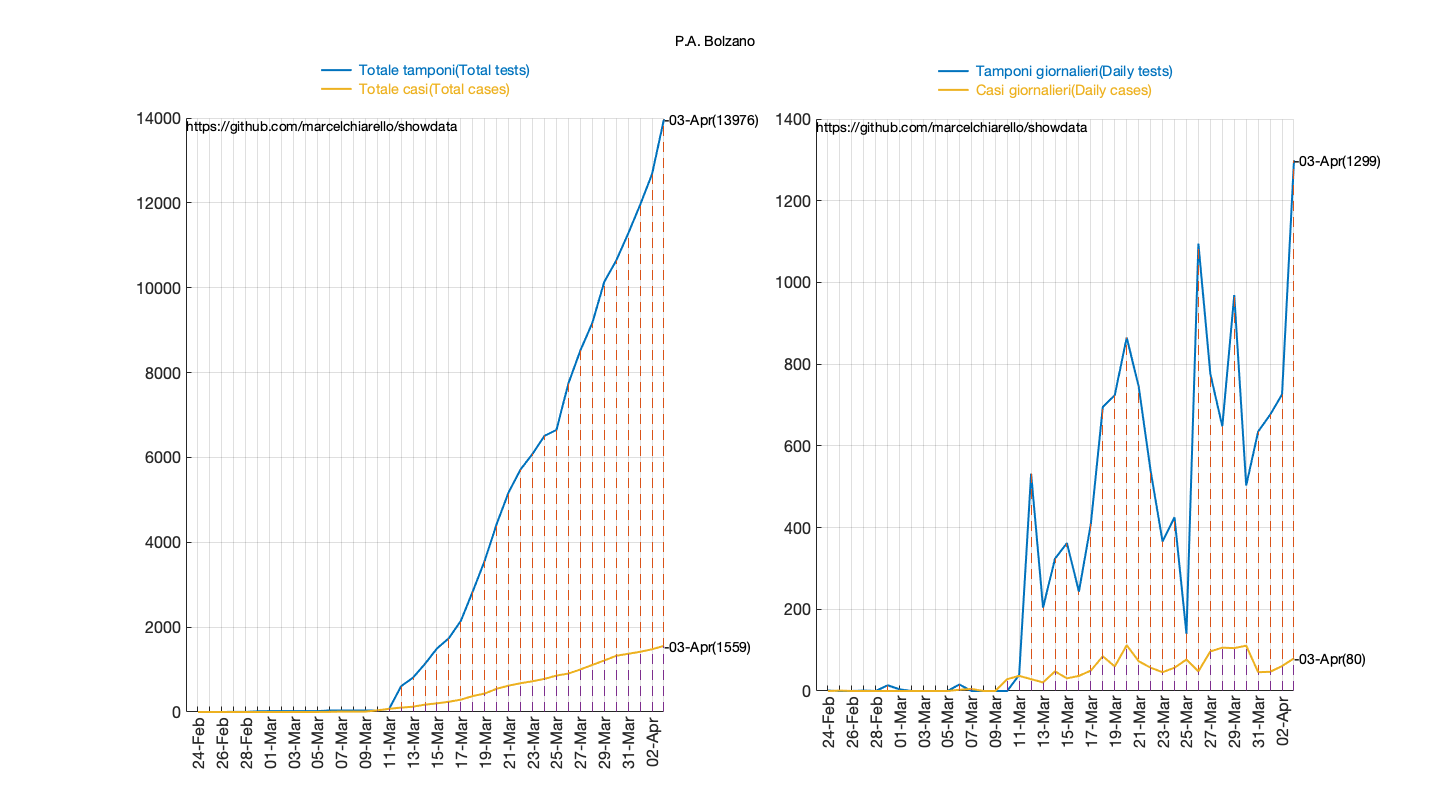 P.A. Bolzano
Totale tamponi(Total tests)
Totale casi(Total cases)
14000
12000
10000
8000
6000
4000
2000
0
https://github.com/marcelchiarello/showdata
-03-Apr(13976)
-03-Apr(1559)
24-Feb
26-Feb
28-Feb
01-Mar
03-Mar
05-Mar
07-Mar
09-Mar
11-Mar
13-Mar
15-Mar
17-Mar
19-Mar
21-Mar
23-Mar
25-Mar
27-Mar
29-Mar
31-Mar
02-Apr
Tamponi giornalieri(Daily tests)
Casi giornalieri(Daily cases)
1400
1200
1000
800
600
400
200
0
https://github.com/marcelchiarello/showdata
-03-Apr(1299)
-03-Apr(80)
24-Feb
26-Feb
28-Feb
01-Mar
03-Mar
05-Mar
07-Mar
09-Mar
11-Mar
13-Mar
15-Mar
17-Mar
19-Mar
21-Mar
23-Mar
25-Mar
27-Mar
29-Mar
31-Mar
02-Apr